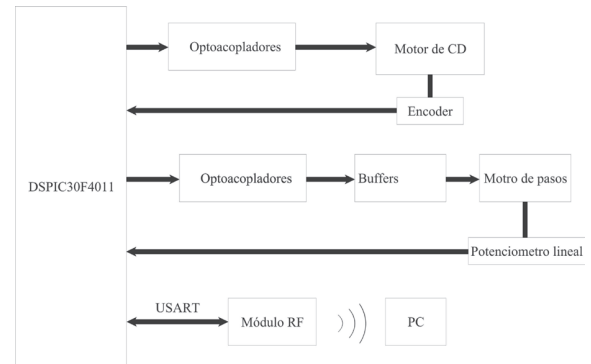 Optoacopladores
Motor de CD
Encoder
DSPIC30F4011
Optoacopladores
Buffers
Motro de pasos
Potenciometro lineal
USART
Módulo RF
PC